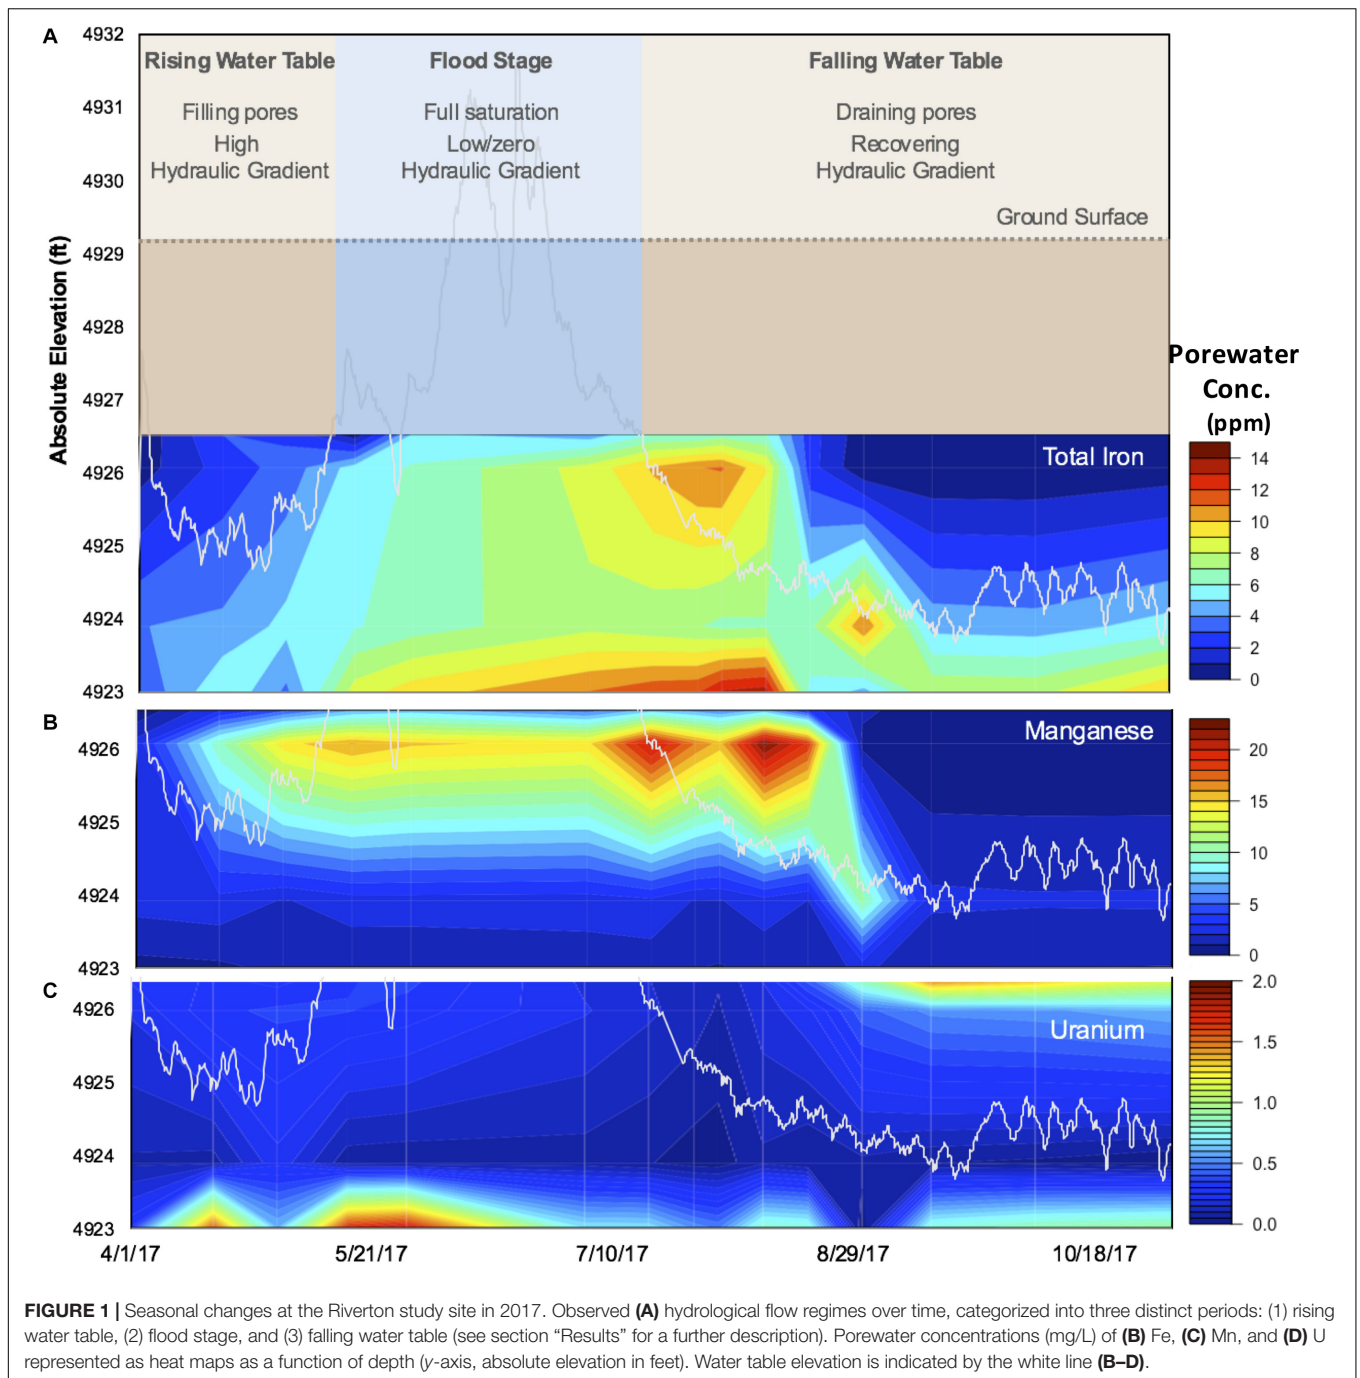 A
4932
Rising Water Table
Flood Stage
Falling Water Table
4931
Filling pores
Full saturation
Draining pores
High
Low/zero
Recovering
4930
Hydraulic Gradient
Hydraulic Gradient
Hydraulic Gradient
Ground Surface
Absolute Elevation (ft)
4929
4928
4927
4926
4925
4924
4923
Total Iron
Porewater
Conc.
(ppm)
14
12
10
8
6
4
2
0
B
Manganese
4926
4925
4924
4923
20
15
10
5
0
C
Uranium
4926
4925
4924
4923
2.0
1.5
1.0
0.5
0.0
4/1/17
5/21/17
7/10/17
8/29/17
10/18/17
FIGURE 1 | Seasonal changes at the Riverton study site in 2017. Observed (A) hydrological flow regimes over time, categorized into three distinct periods: (1) rising
water table, (2) flood stage, and (3) falling water table (see section “Results” for a further description). Porewater concentrations (mg/L) of (B) Fe, (C) Mn, and (D) U
represented as heat maps as a function of depth (y-axis, absolute elevation in feet). Water table elevation is indicated by the white line (B–D).